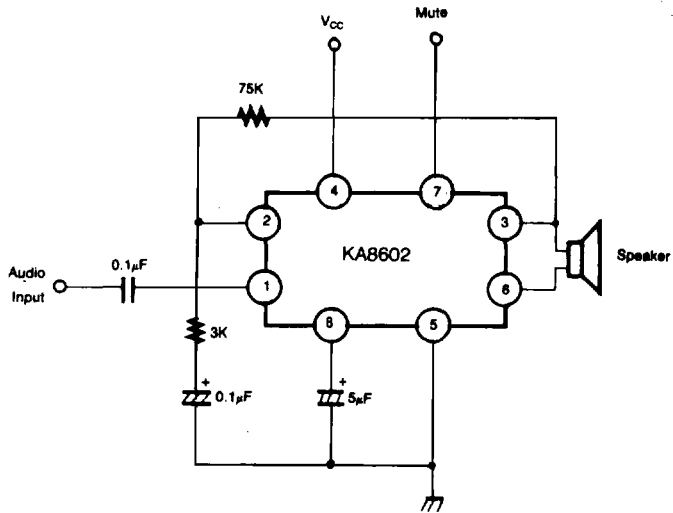 Vcc
Mute
75K
4
7
2
3
KA8602
Speaker
0.1µF
Audio
Input
1
6
8
5
3K
+
0.1µF
+
5µF